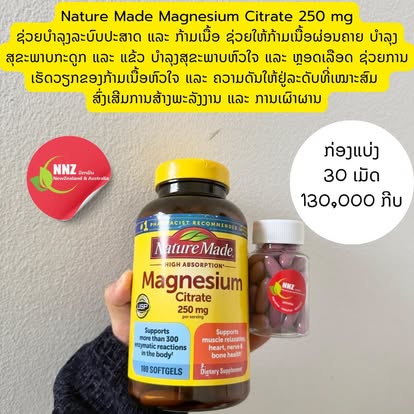 Nature Made Magnesium Citrate 250 mg
ຊ່ວຍບຳລຸງລະບົບປະສາດ ແລະ ກ້າມເນື້ອ ຊ່ວຍໃຫ້ກ້າມເນື້ອຜ່ອນຄາຍ ບຳລຸງ
ສຸຂະພາບກະດູກ ແລະ ແຂ້ວ ບຳລຸງສຸຂະພາບຫົວໃຈ ແລະ ຫຼອດເລືອດ ຊ່ວຍການ
ເຮັດວຽກຂອງກ້າມເນື້ອຫົວໃຈ ແລະ ຄວາມດັນໃຫ້ຢູ່ລະດັບທີ່ເໝາະສົມ
ສົ່ງເສີມການສ້າງພະລັງງານ ແລະ ການເຜົາຜານ
NNZ
NewZealand & Australia
ກ່ອງແບ່ງ
30 ເມັດ
130,000 ກີບ
#1 PHARMACIST RECOMMENDED
Nature Made
HIGH ABSORPTION
Magnesium
Citrate
250 mg
per serving
USP
Supports
more than 300
enzymatic reactions
in the body
Supports
muscle relaxation,
heart, nerve &
bone health
180 SOFTGELS
Dietary Supplement
NNZ